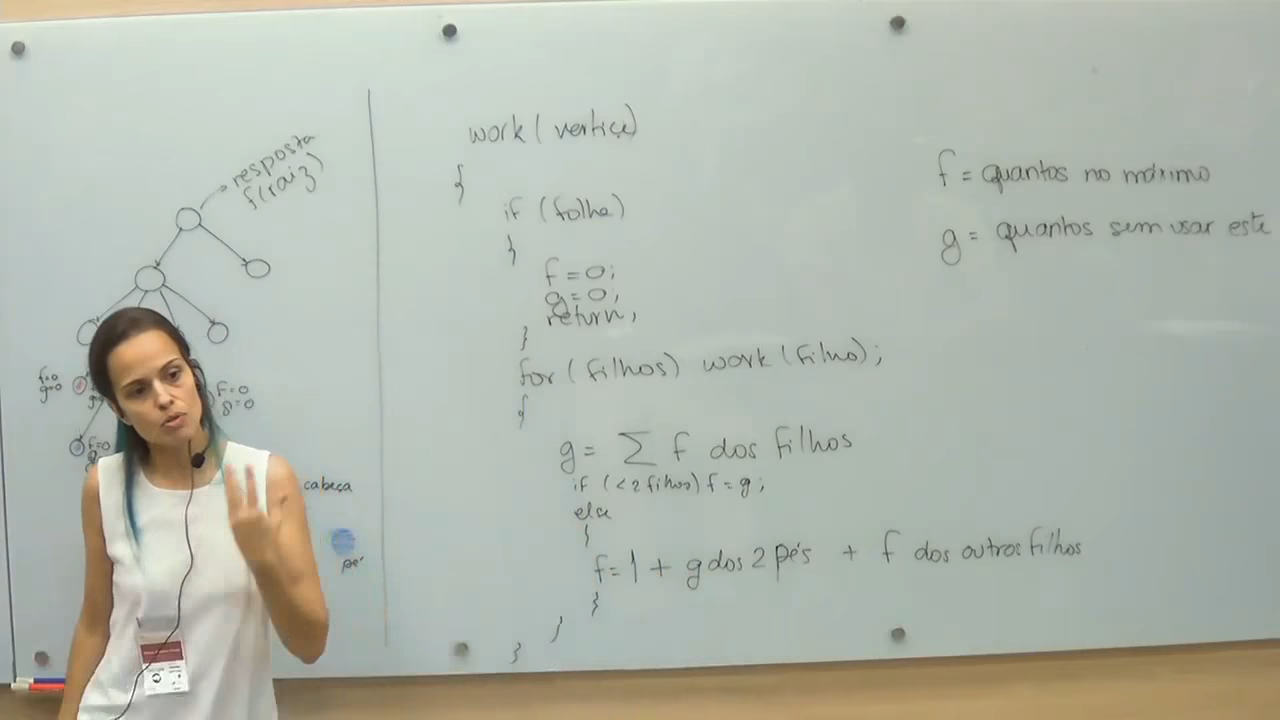 resposta
f(raiz)
f=0
g=0
f=0
g=0
f=0
g
cabeça
pé
work(vertice)
{
if (folha)
{
f=0;
g=0;
return;
}
for (filhos) work(filho);
{
g= Σ f dos filhos
if (<2 filhos) f=g;
else
{
f=1 + g dos 2 pés + f dos outros filhos
}
}
}
f = quantos no máximo
g = quantos sem usar este